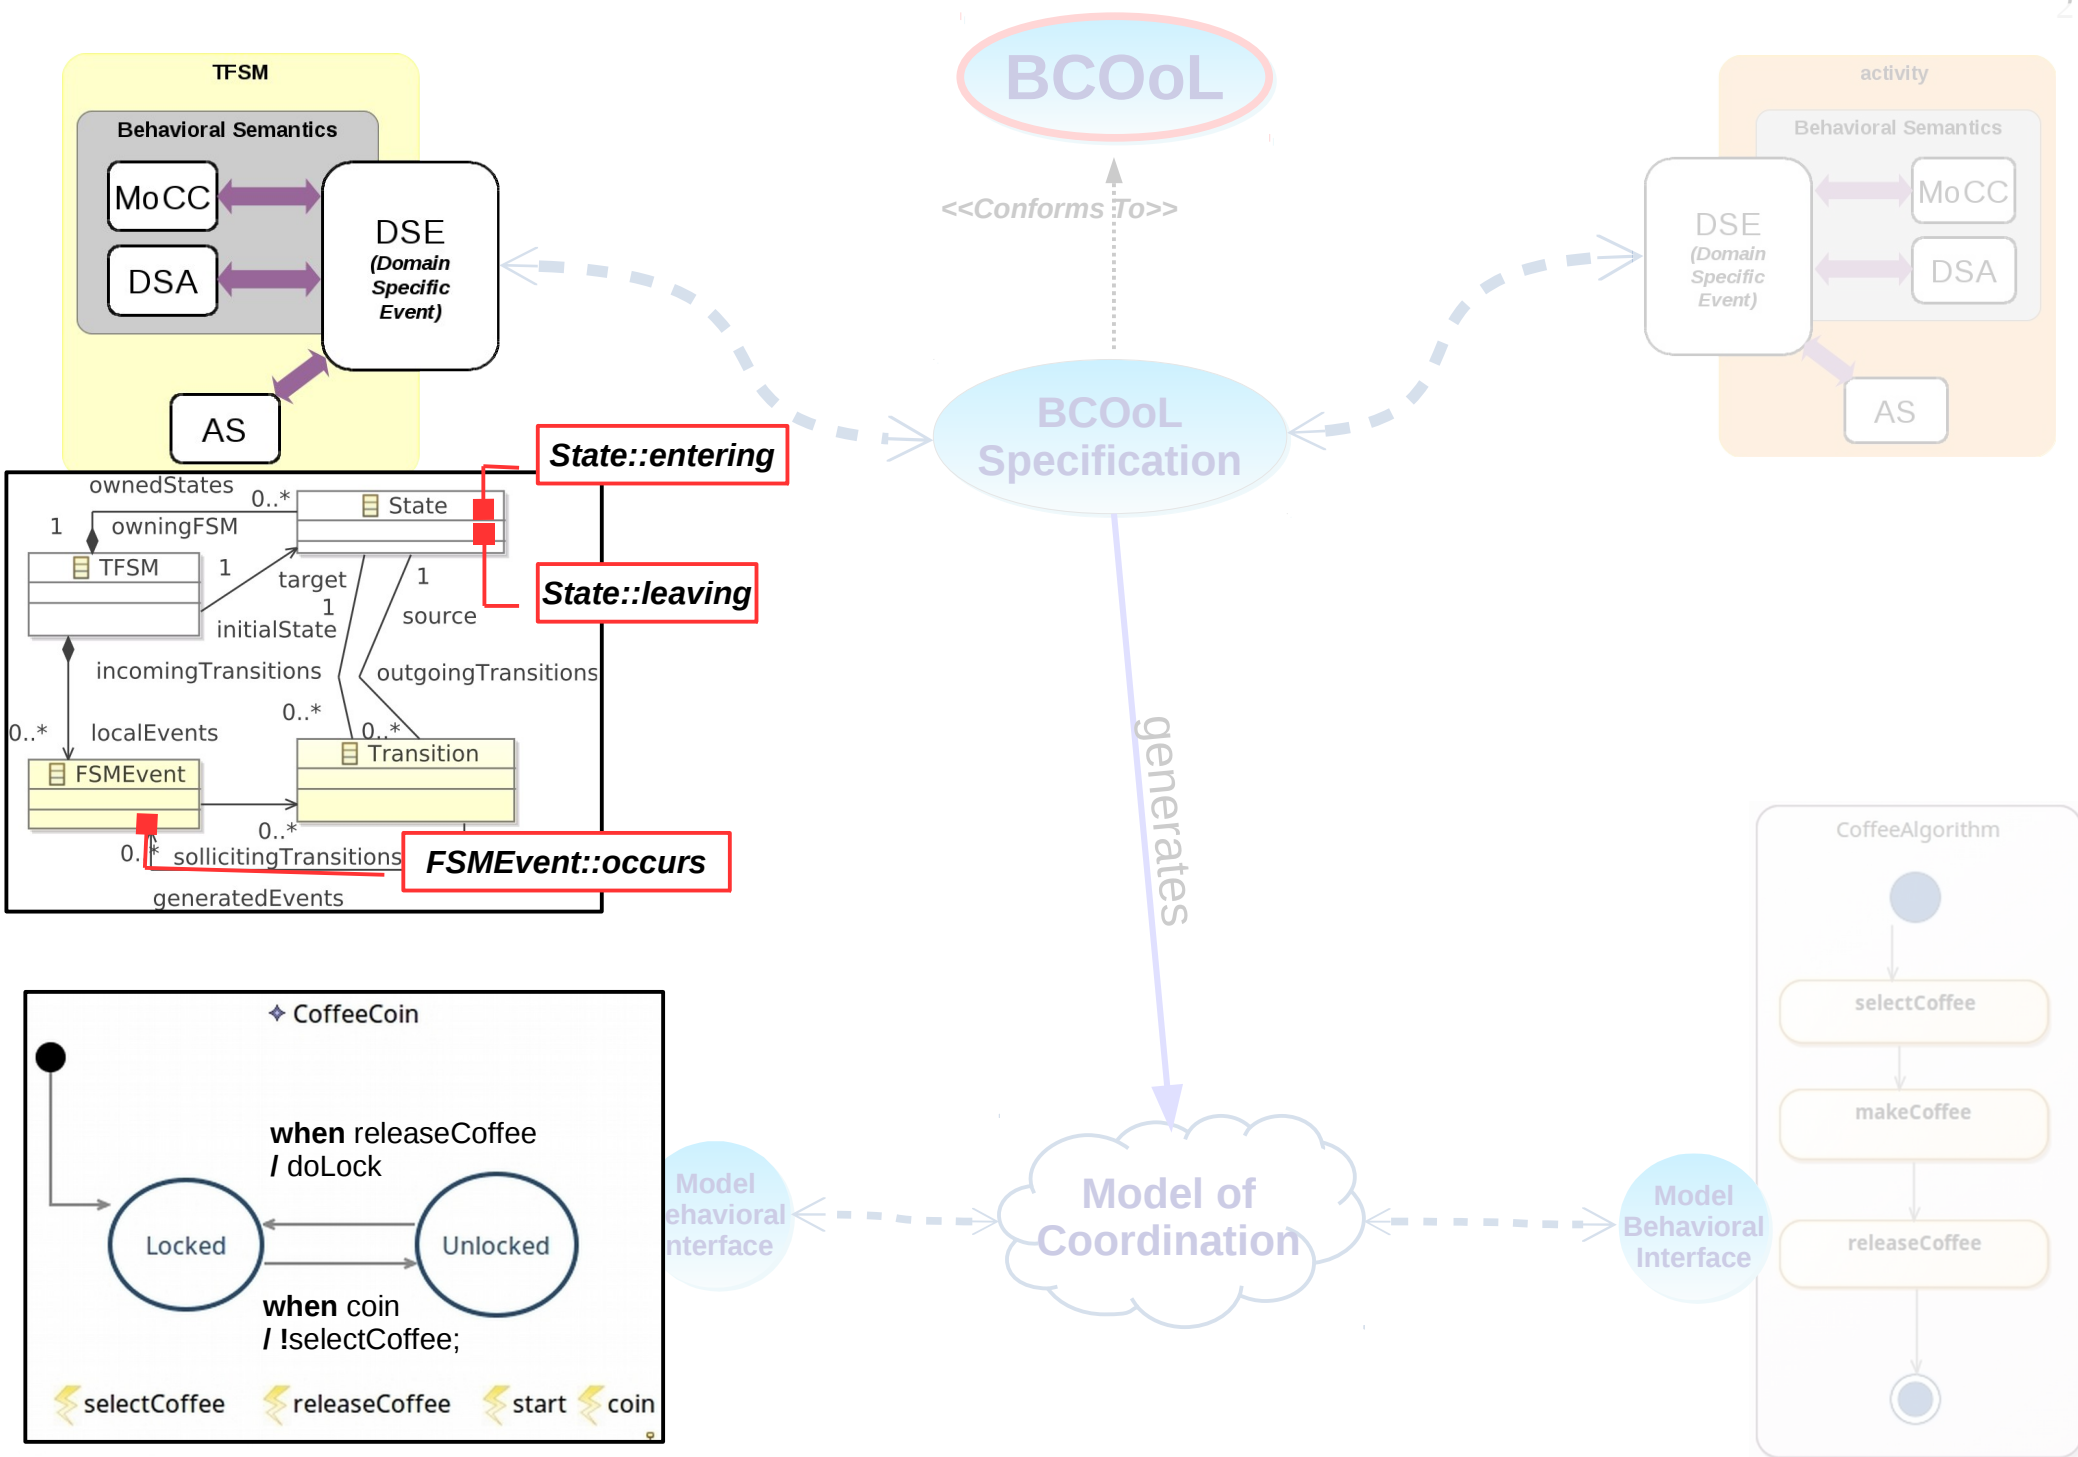 2
BCOoL
<<Conforms To>>
TFSM
Behavioral Semantics
MoCC
DSA
DSE
(Domain
Specific
Event)
AS
activity
Behavioral Semantics
DSE
(Domain
Specific
Event)
MoCC
DSA
AS
BCOoL
Specification
State::entering
State::leaving
FSMEvent::occurs
ownedStates
0..*
State
1
owningFSM
TFSM
1
target
1
1
source
initialState
incomingTransitions
outgoingTransitions
0..*
0..*
0..*
localEvents
Transition
FSMEvent
0..*
0..*
sollicitingTransitions
generatedEvents
generates
CoffeeCoin
when releaseCoffee
/ doLock
Locked
Unlocked
when coin
/ !selectCoffee;
selectCoffee
releaseCoffee
start
coin
Model
ehavioral
nterface
Model of
Coordination
Model
Behavioral
Interface
CoffeeAlgorithm
selectCoffee
makeCoffee
releaseCoffee